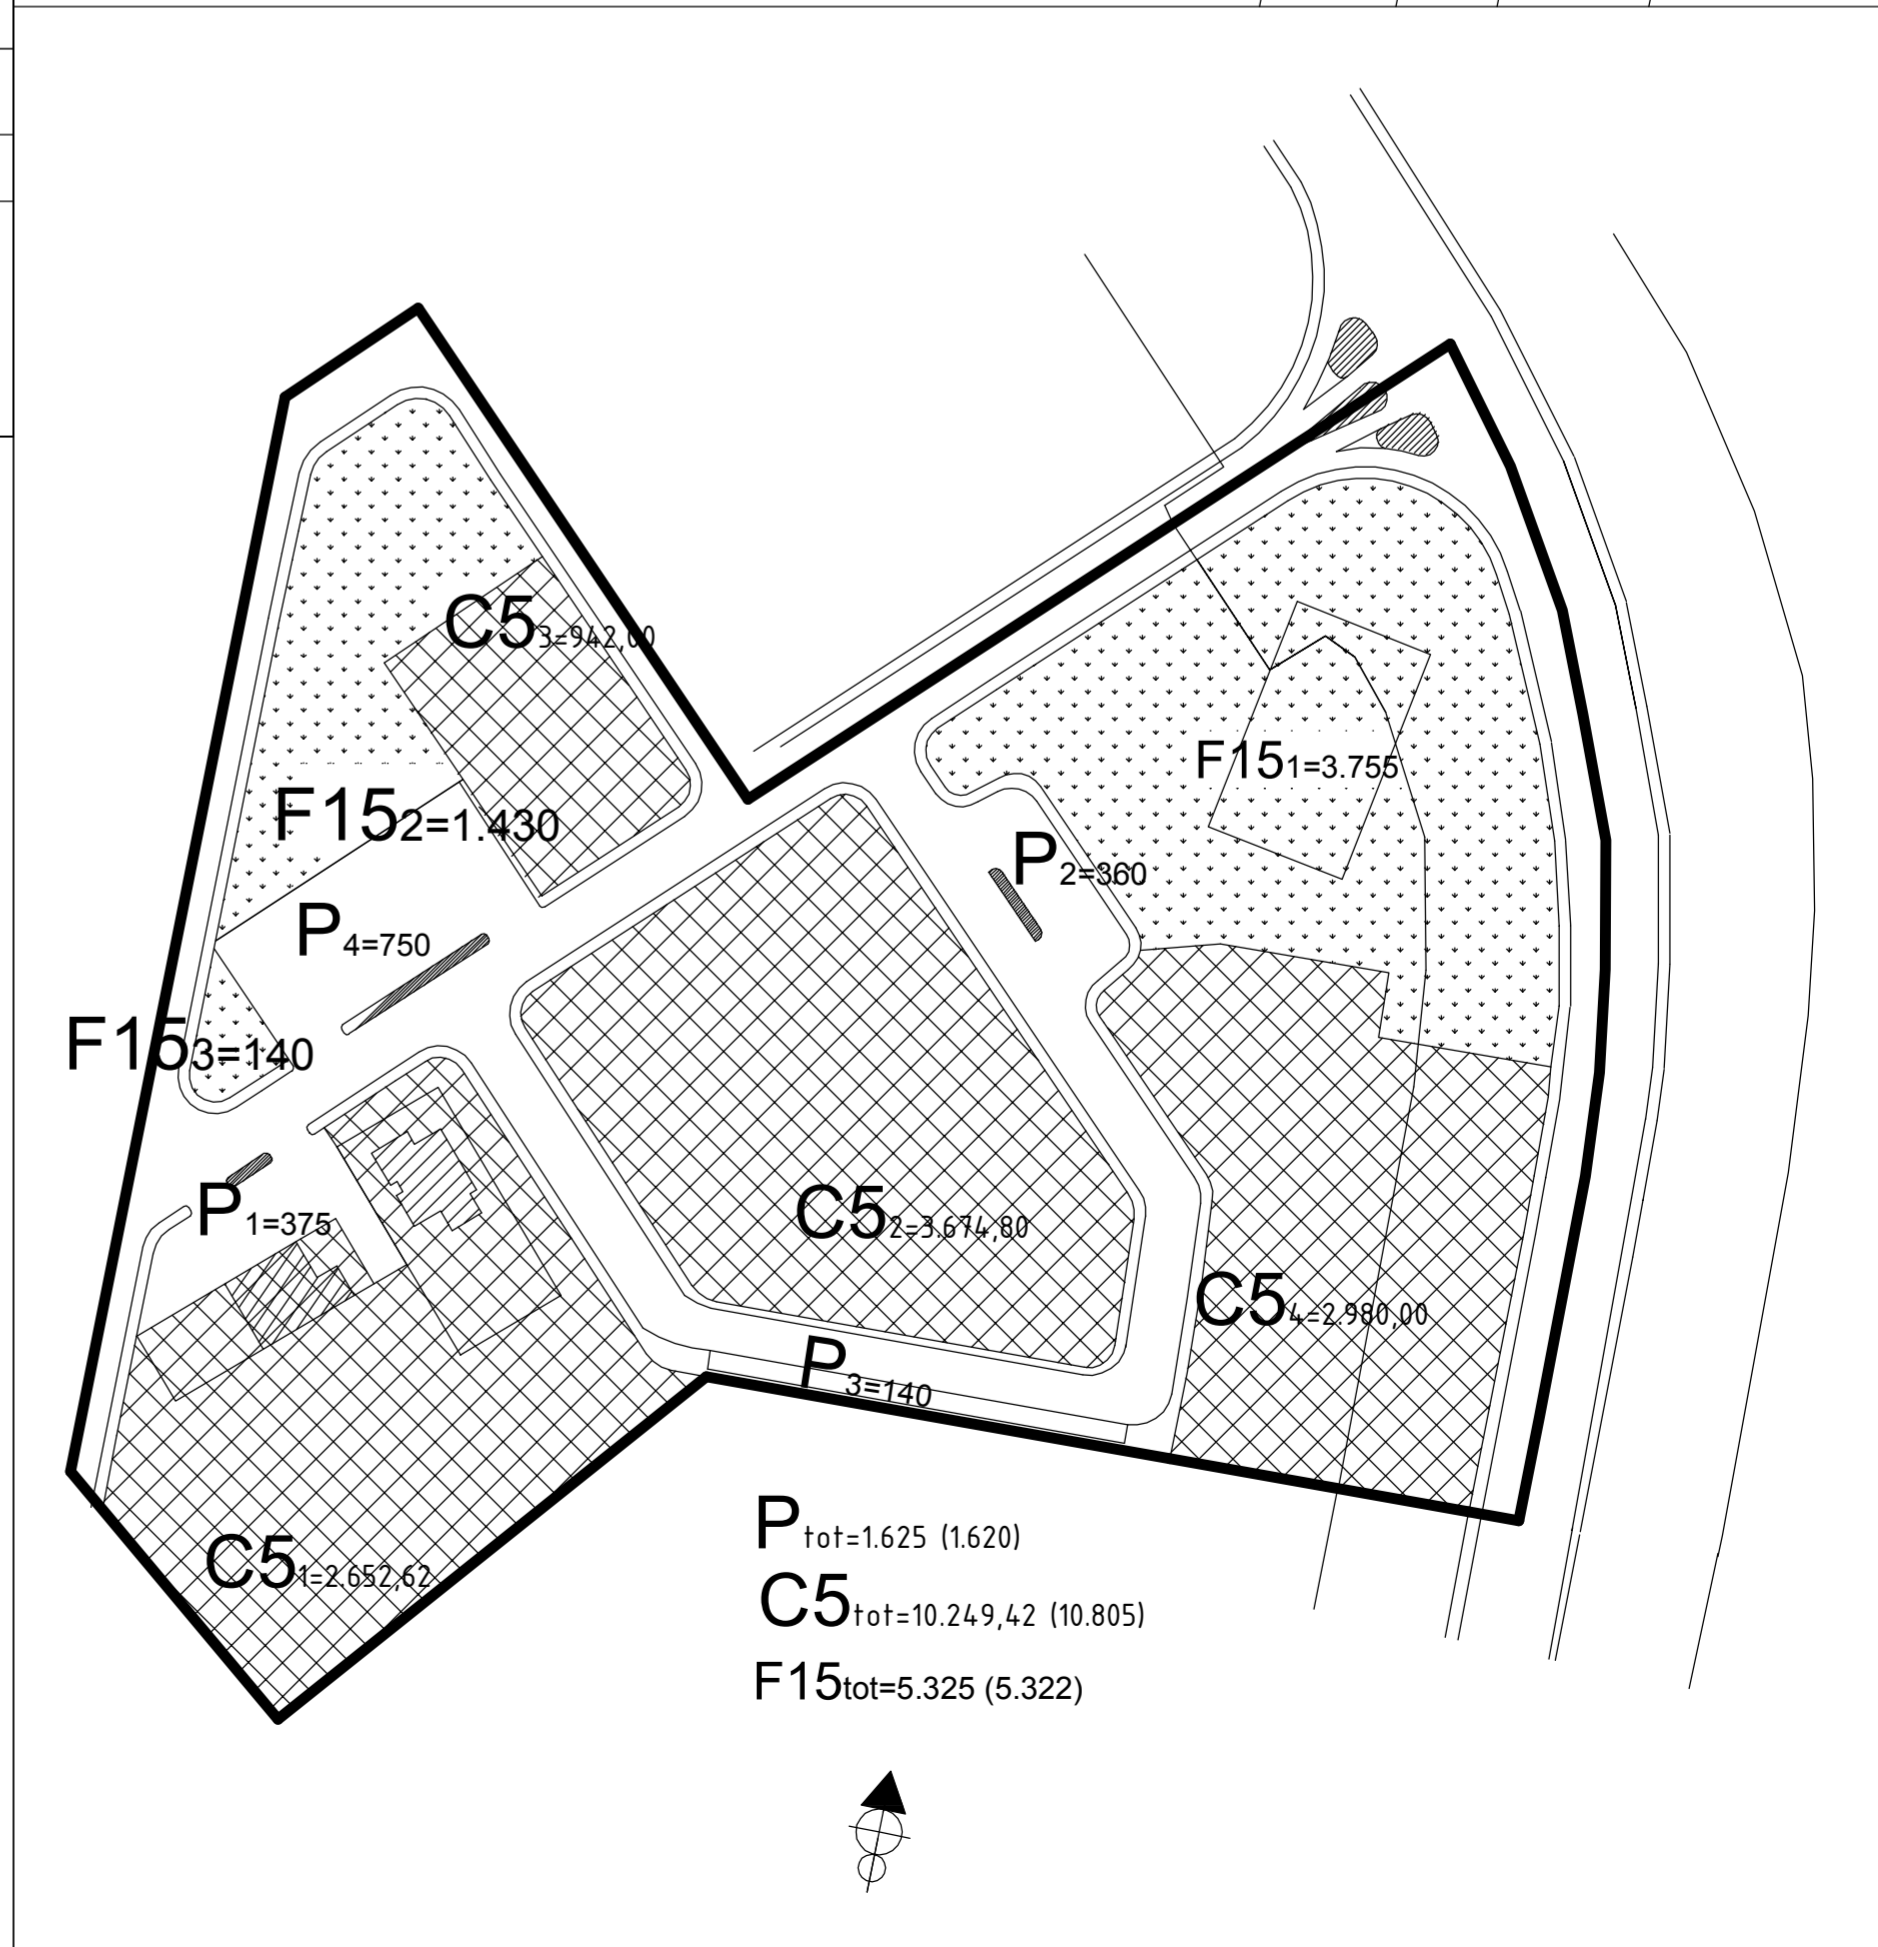 C5 3=942,00
F15 1=3.755
F15 2=1.430
P 2=360
P 4=750
F15 3=140
P 1=375
C5 2=3.674,80
C5 4=2.980,00
P 3=140
C5 1=2.652,62
P tot=1.625 (1.620)
C5 tot=10.249,42 (10.805)
F15 tot=5.325 (5.322)